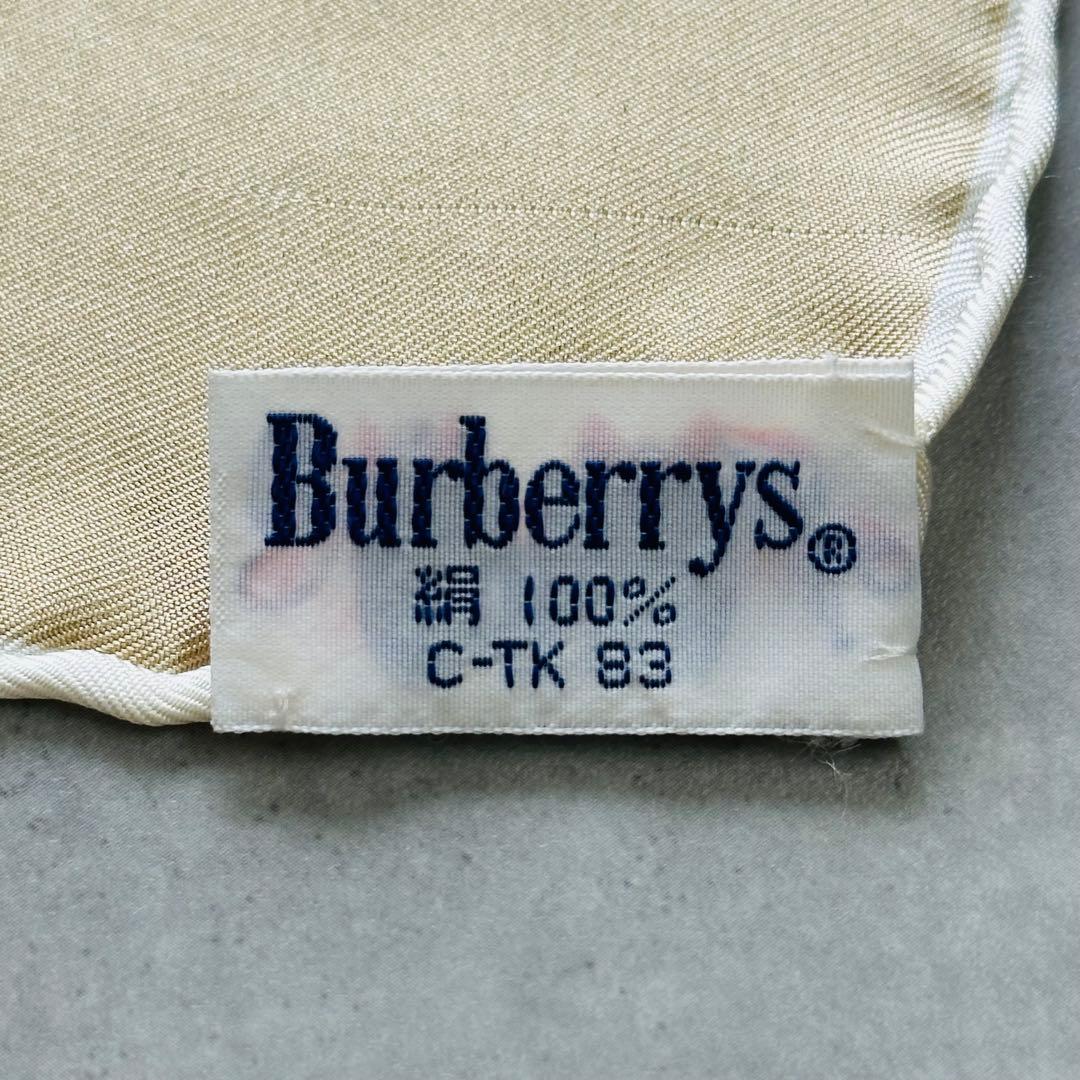 Burberrys®
絹 100%
C-TK 83